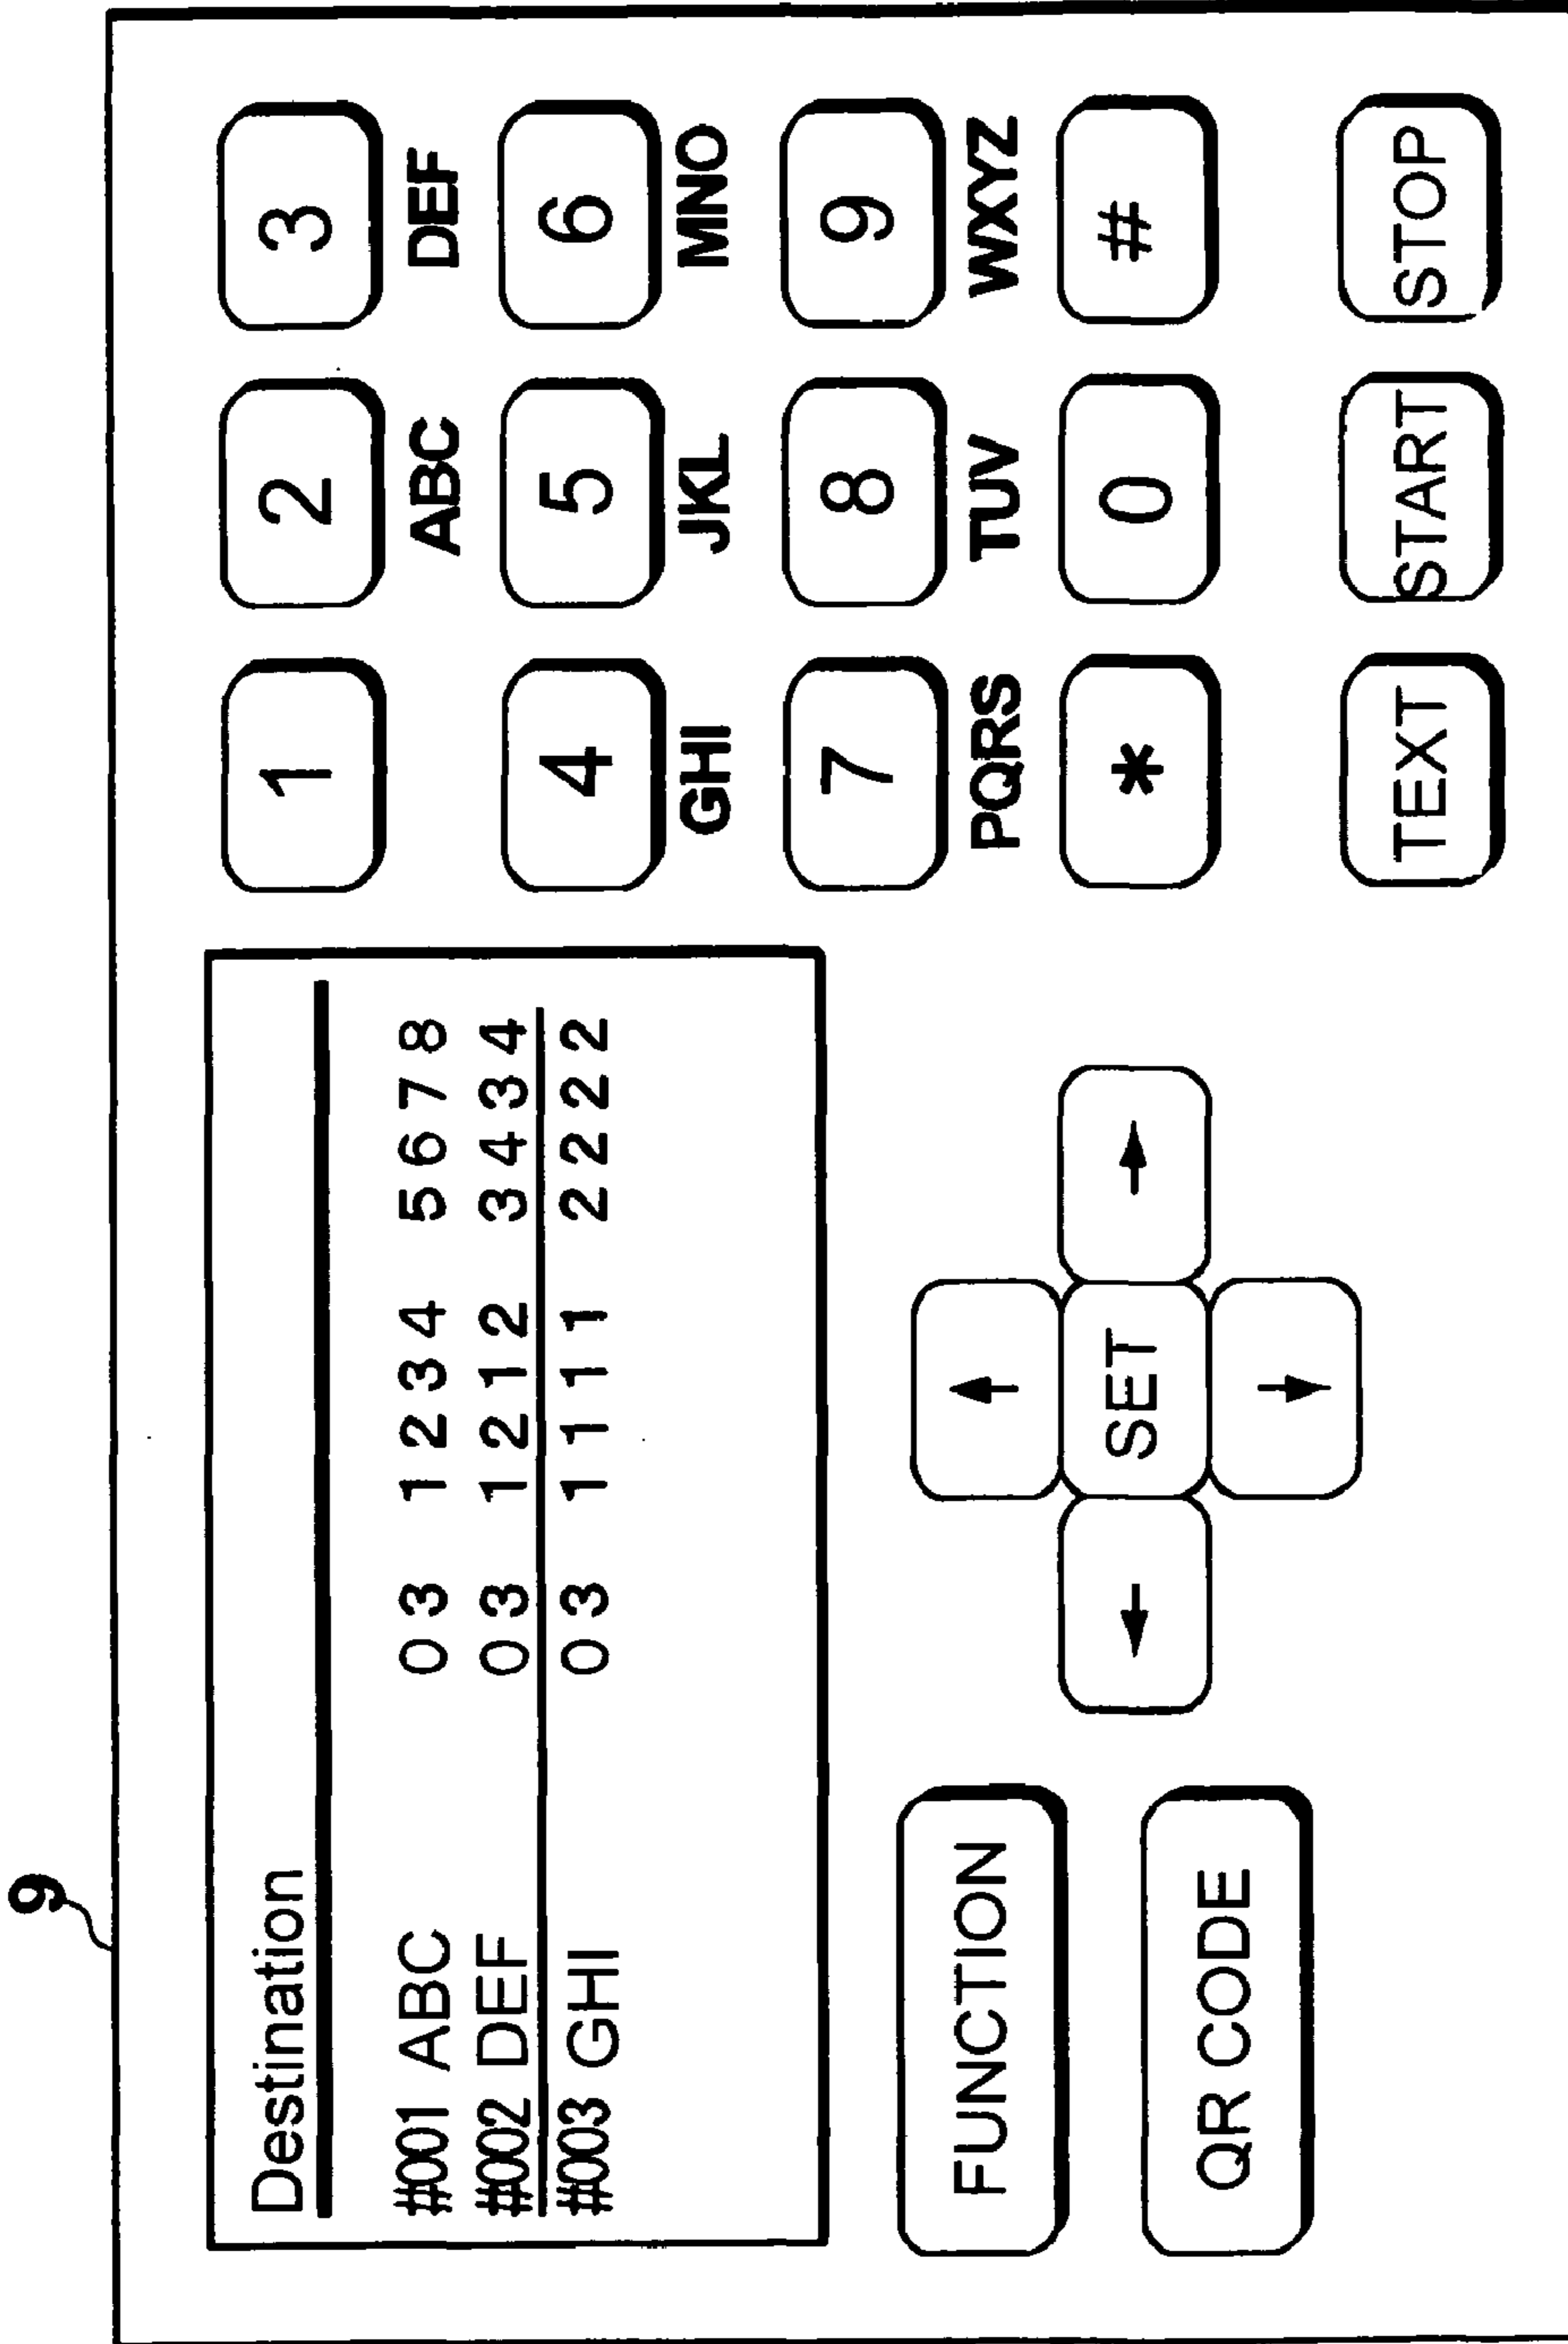 9
Destination
#001 ABC 03 1234 5678
#002 DEF 03 1212 3434
#003 GHI 03 1111 2222
FUNCTION
QR CODE
SET
1 2 3
ABC DEF
4 5 6
GHI JKL MNO
7 8 9
PQRS TUV WXYZ
* 0 #
TEXT START STOP